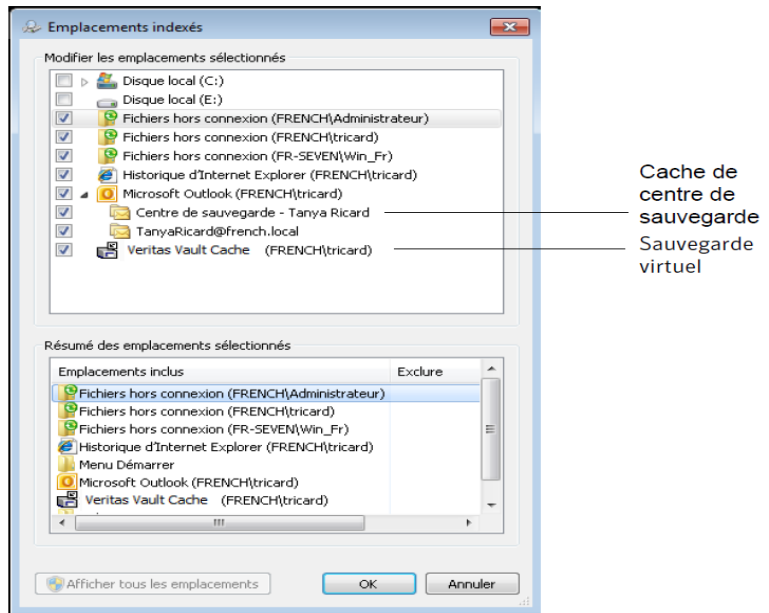 Emplacements indexés
Modifier les emplacements sélectionnés
Disque local (C:)
Disque local (E:)
Fichiers hors connexion (FRENCH\Administrateur)
Fichiers hors connexion (FRENCH\tricard)
Fichiers hors connexion (FR-SEVEN\Win_Fr)
Historique d'Internet Explorer (FRENCH\tricard)
Microsoft Outlook (FRENCH\tricard)
Centre de sauvegarde - Tanya Ricard
TanyaRicard@french.local
Veritas Vault Cache (FRENCH\tricard)
Cache de
centre de
sauvegarde
Sauvegarde
virtuel
Résumé des emplacements sélectionnés
Emplacements inclus Exclure
Fichiers hors connexion (FRENCH\Administrateur)
Fichiers hors connexion (FRENCH\tricard)
Fichiers hors connexion (FR-SEVEN\Win_Fr)
Historique d'Internet Explorer (FRENCH\tricard)
Menu Démarrer
Microsoft Outlook (FRENCH\tricard)
Veritas Vault Cache (FRENCH\tricard)
Afficher tous les emplacements OK Annuler